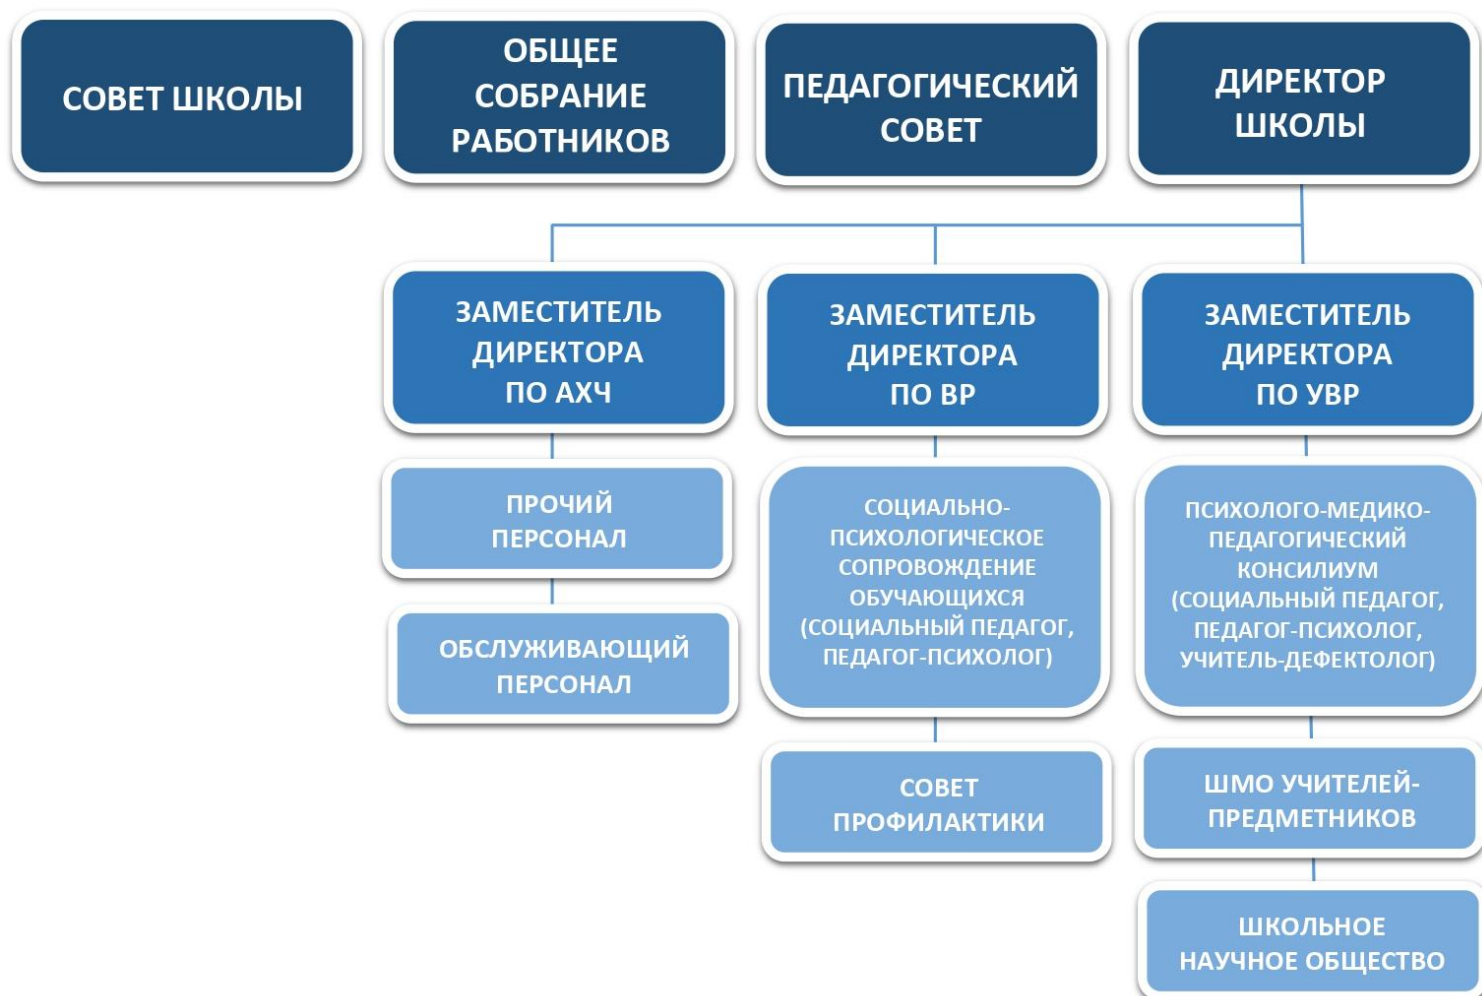 СОВЕТ ШКОЛЫ
ОБЩЕЕ
СОБРАНИЕ
РАБОТНИКОВ
ПЕДАГОГИЧЕСКИЙ
СОВЕТ
ДИРЕКТОР
ШКОЛЫ
ЗАМЕСТИТЕЛЬ
ДИРЕКТОРА
ПО АХЧ
ЗАМЕСТИТЕЛЬ
ДИРЕКТОРА
ПО ВР
ЗАМЕСТИТЕЛЬ
ДИРЕКТОРА
ПО УВР
ПРОЧИЙ
ПЕРСОНАЛ
ОБСЛУЖИВАЮЩИЙ
ПЕРСОНАЛ
СОЦИАЛЬНО-
ПСИХОЛОГИЧЕСКОЕ
СОПРОВОЖДЕНИЕ
ОБУЧАЮЩИХСЯ
(СОЦИАЛЬНЫЙ ПЕДАГОГ,
ПЕДАГОГ-ПСИХОЛОГ)
СОВЕТ
ПРОФИЛАКТИКИ
ПСИХОЛОГО-МЕДИКО-
ПЕДАГОГИЧЕСКИЙ
КОНСИЛИУМ
(СОЦИАЛЬНЫЙ ПЕДАГОГ,
ПЕДАГОГ-ПСИХОЛОГ,
УЧИТЕЛЬ-ДЕФЕКТОЛОГ)
ШМО УЧИТЕЛЕЙ-
ПРЕДМЕТНИКОВ
ШКОЛЬНОЕ
НАУЧНОЕ ОБЩЕСТВО